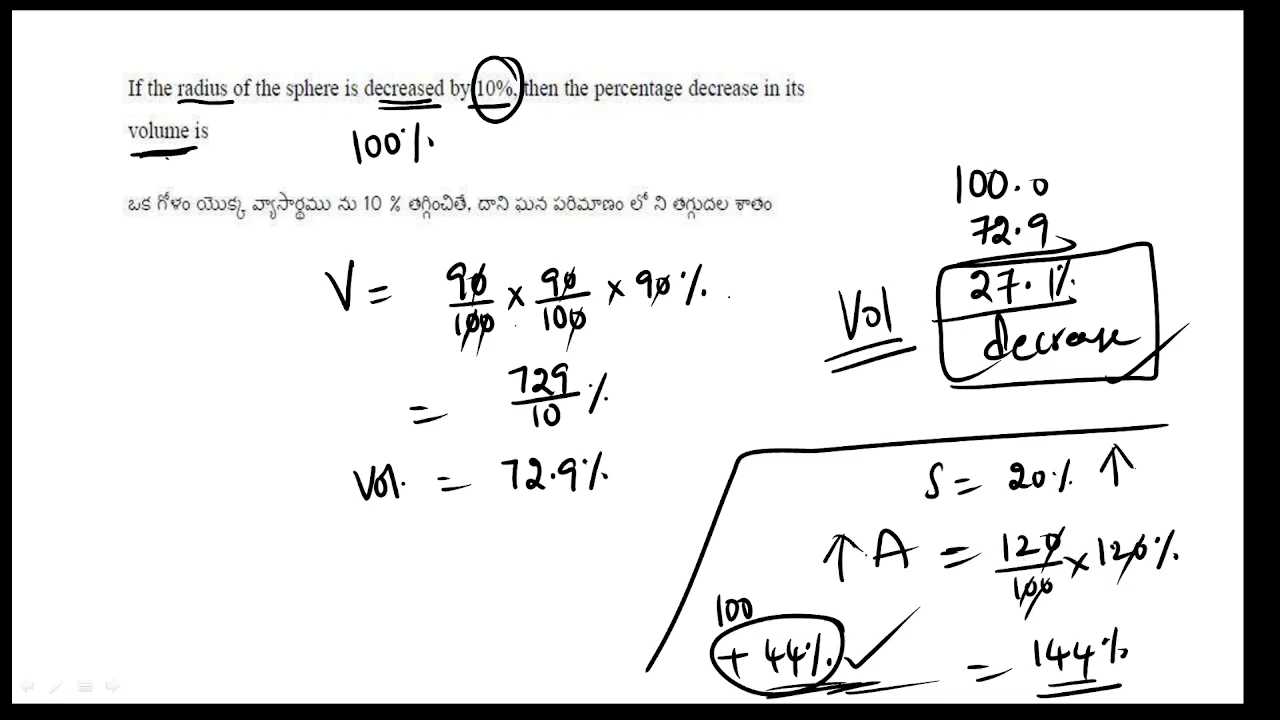 If the radius of the sphere is decreased by 10%, then the percentage decrease in its
volume is
100%
ఒక గోళం యొక్క వ్యాసార్థము ను 10 % తగ్గించితే, దాని ఘన పరిమాణం లో ని తగ్గుదల శాతం
V = 90/100 × 90/100 × 90%
= 729/10 %
Vol. = 72.9%
100.0
72.9
Vol 27.1%
decrease
S = 20% ↑
↑ A = 120/100 × 120%
= 144%
100
+ 44%